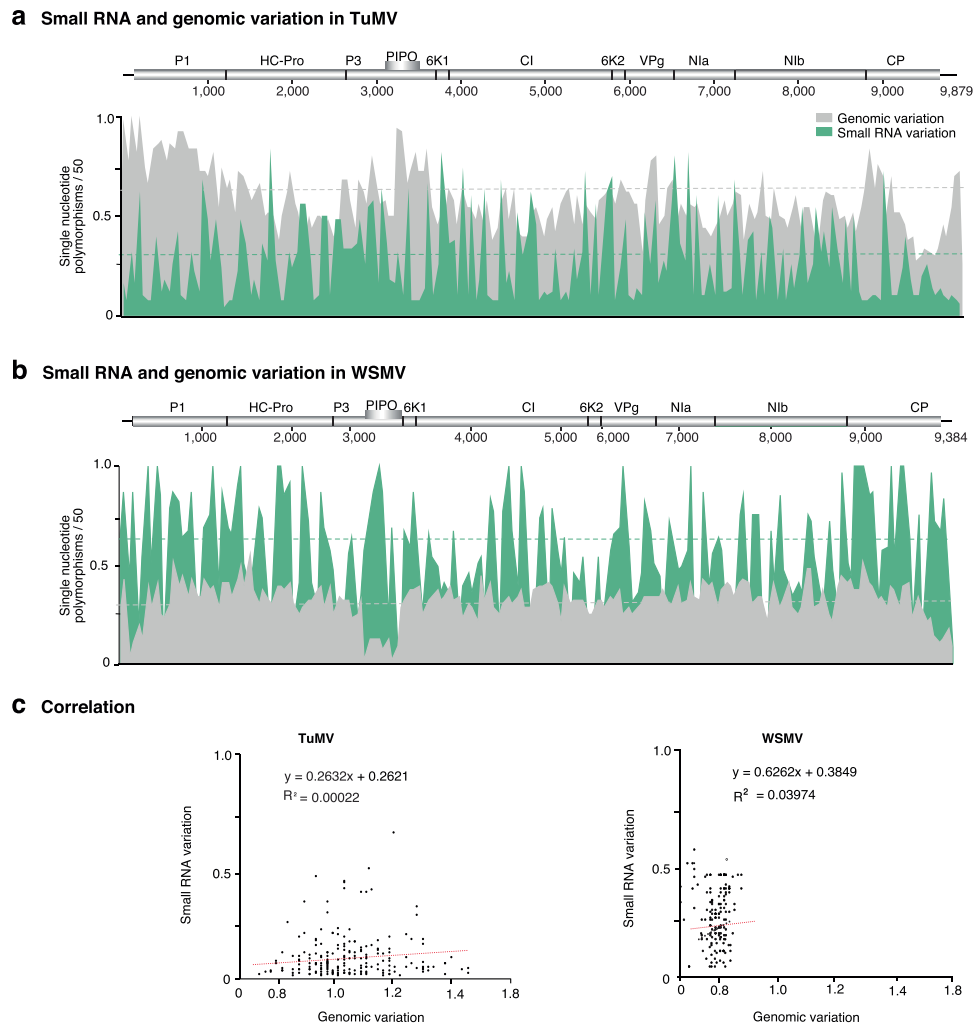 a Small RNA and genomic variation in TuMV
P1 HC-Pro P3 PIPO 6K1 CI 6K2 VPg NIa NIb CP
1,000 2,000 3,000 4,000 5,000 6,000 7,000 8,000 9,000 9,879
Genomic variation
Small RNA variation
Single nucleotide
polymorphisms / 50
1.0
0.5
0
b Small RNA and genomic variation in WSMV
P1 HC-Pro P3 PIPO 6K1 CI 6K2 VPg NIa NIb CP
1,000 2,000 3,000 4,000 5,000 6,000 7,000 8,000 9,000 9,384
Single nucleotide
polymorphisms / 50
1.0
0.5
0
c Correlation
TuMV
y = 0.2632x + 0.2621
R² = 0.00022
Small RNA variation
1.0
0.5
0
0 0.8 1.0 1.2 1.4 1.8
Genomic variation
WSMV
y = 0.6262x + 0.3849
R² = 0.03974
Small RNA variation
1.0
0.5
0
0 0.8 1.2 1.4 1.8
Genomic variation